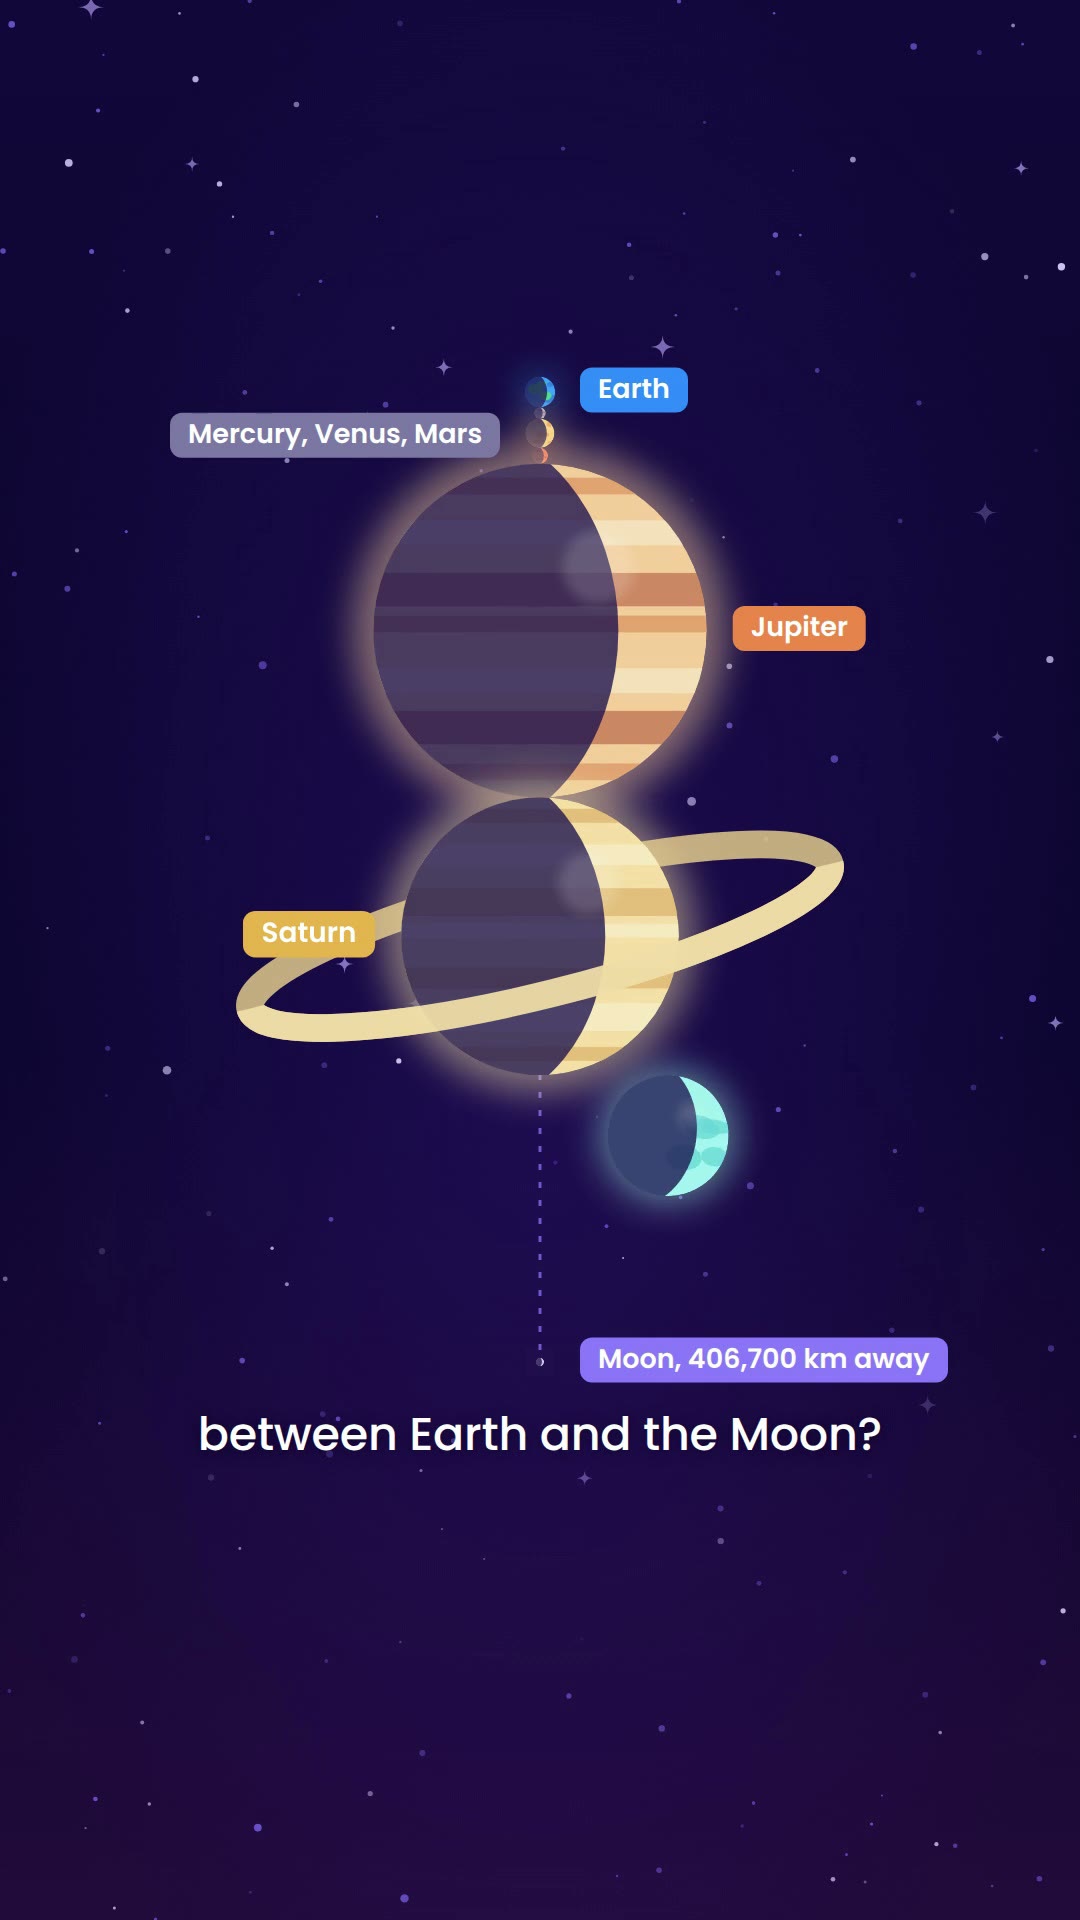 Earth
Mercury, Venus, Mars
Jupiter
Saturn
Moon, 406,700 km away
between Earth and the Moon?